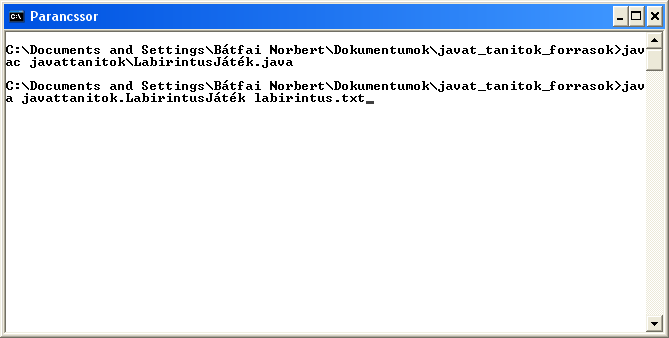 Parancssor
C:\Documents and Settings\Bátfai Norbert\Dokumentumok\javat_tanitok_forrasok>jav
ac javattanitok\LabirintusJáték.java
C:\Documents and Settings\Bátfai Norbert\Dokumentumok\javat_tanitok_forrasok>jav
a javattanitok.LabirintusJáték labirintus.txt